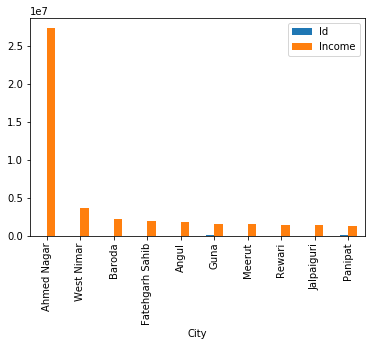 1e7
Id
Income
2.5
2.0
1.5
1.0
0.5
0.0
Ahmed Nagar
West Nimar
Baroda
Fatehgarh Sahib
Angul
Guna
Meerut
Rewari
Jalpaiguri
Panipat
City